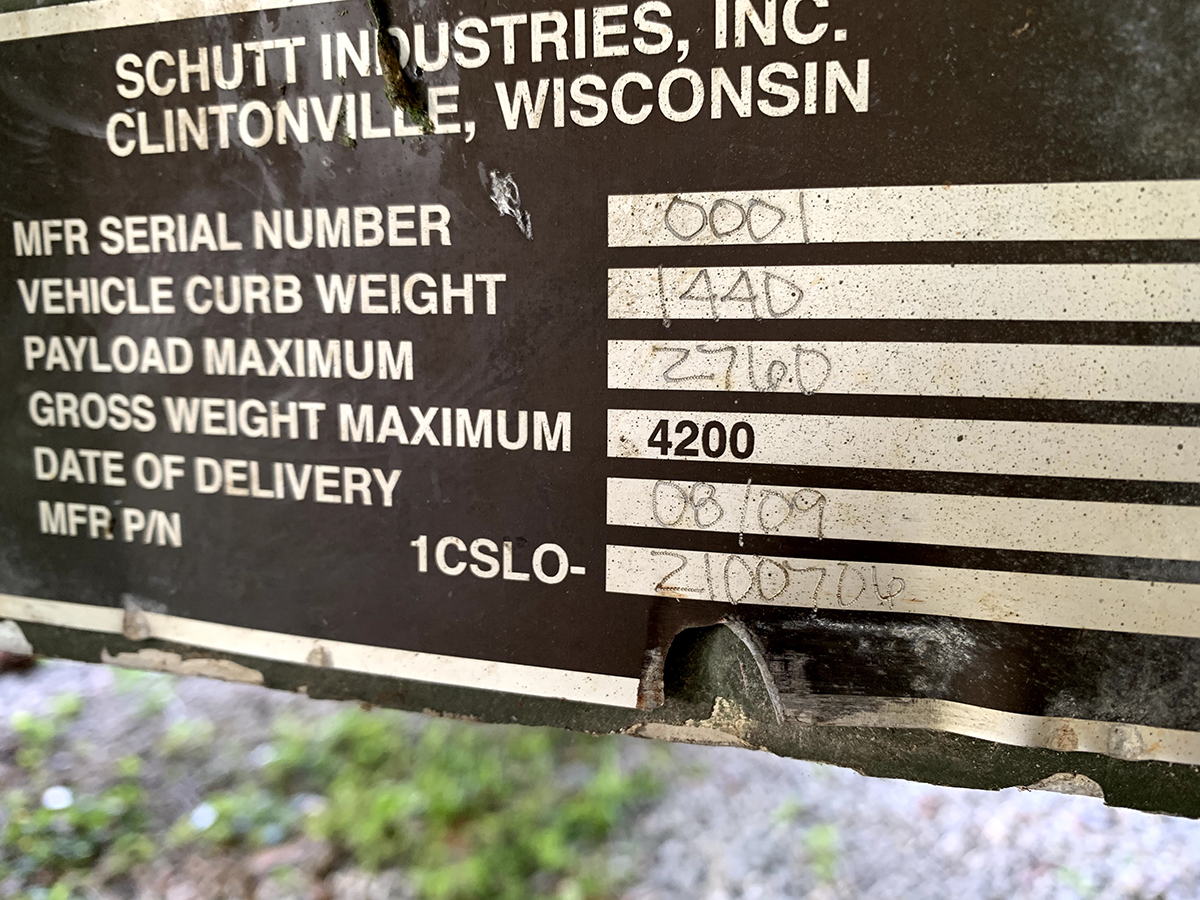 SCHUTT INDUSTRIES, INC.
CLINTONVILLE, WISCONSIN
MFR SERIAL NUMBER 0001
VEHICLE CURB WEIGHT 1440
PAYLOAD MAXIMUM 2760
GROSS WEIGHT MAXIMUM 4200
DATE OF DELIVERY 08/09
MFR P/N 1CSLO- 2100706